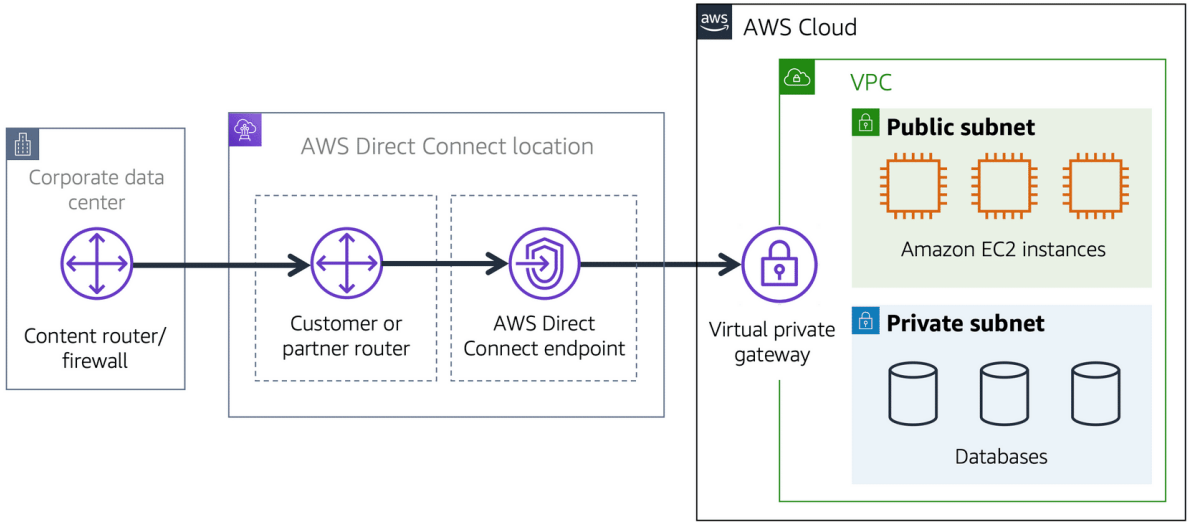 aws
AWS Cloud
VPC
Corporate data
center
Content router/
firewall
AWS Direct Connect location
Customer or
partner router
AWS Direct
Connect endpoint
Virtual private
gateway
Public subnet
Amazon EC2 instances
Private subnet
Databases